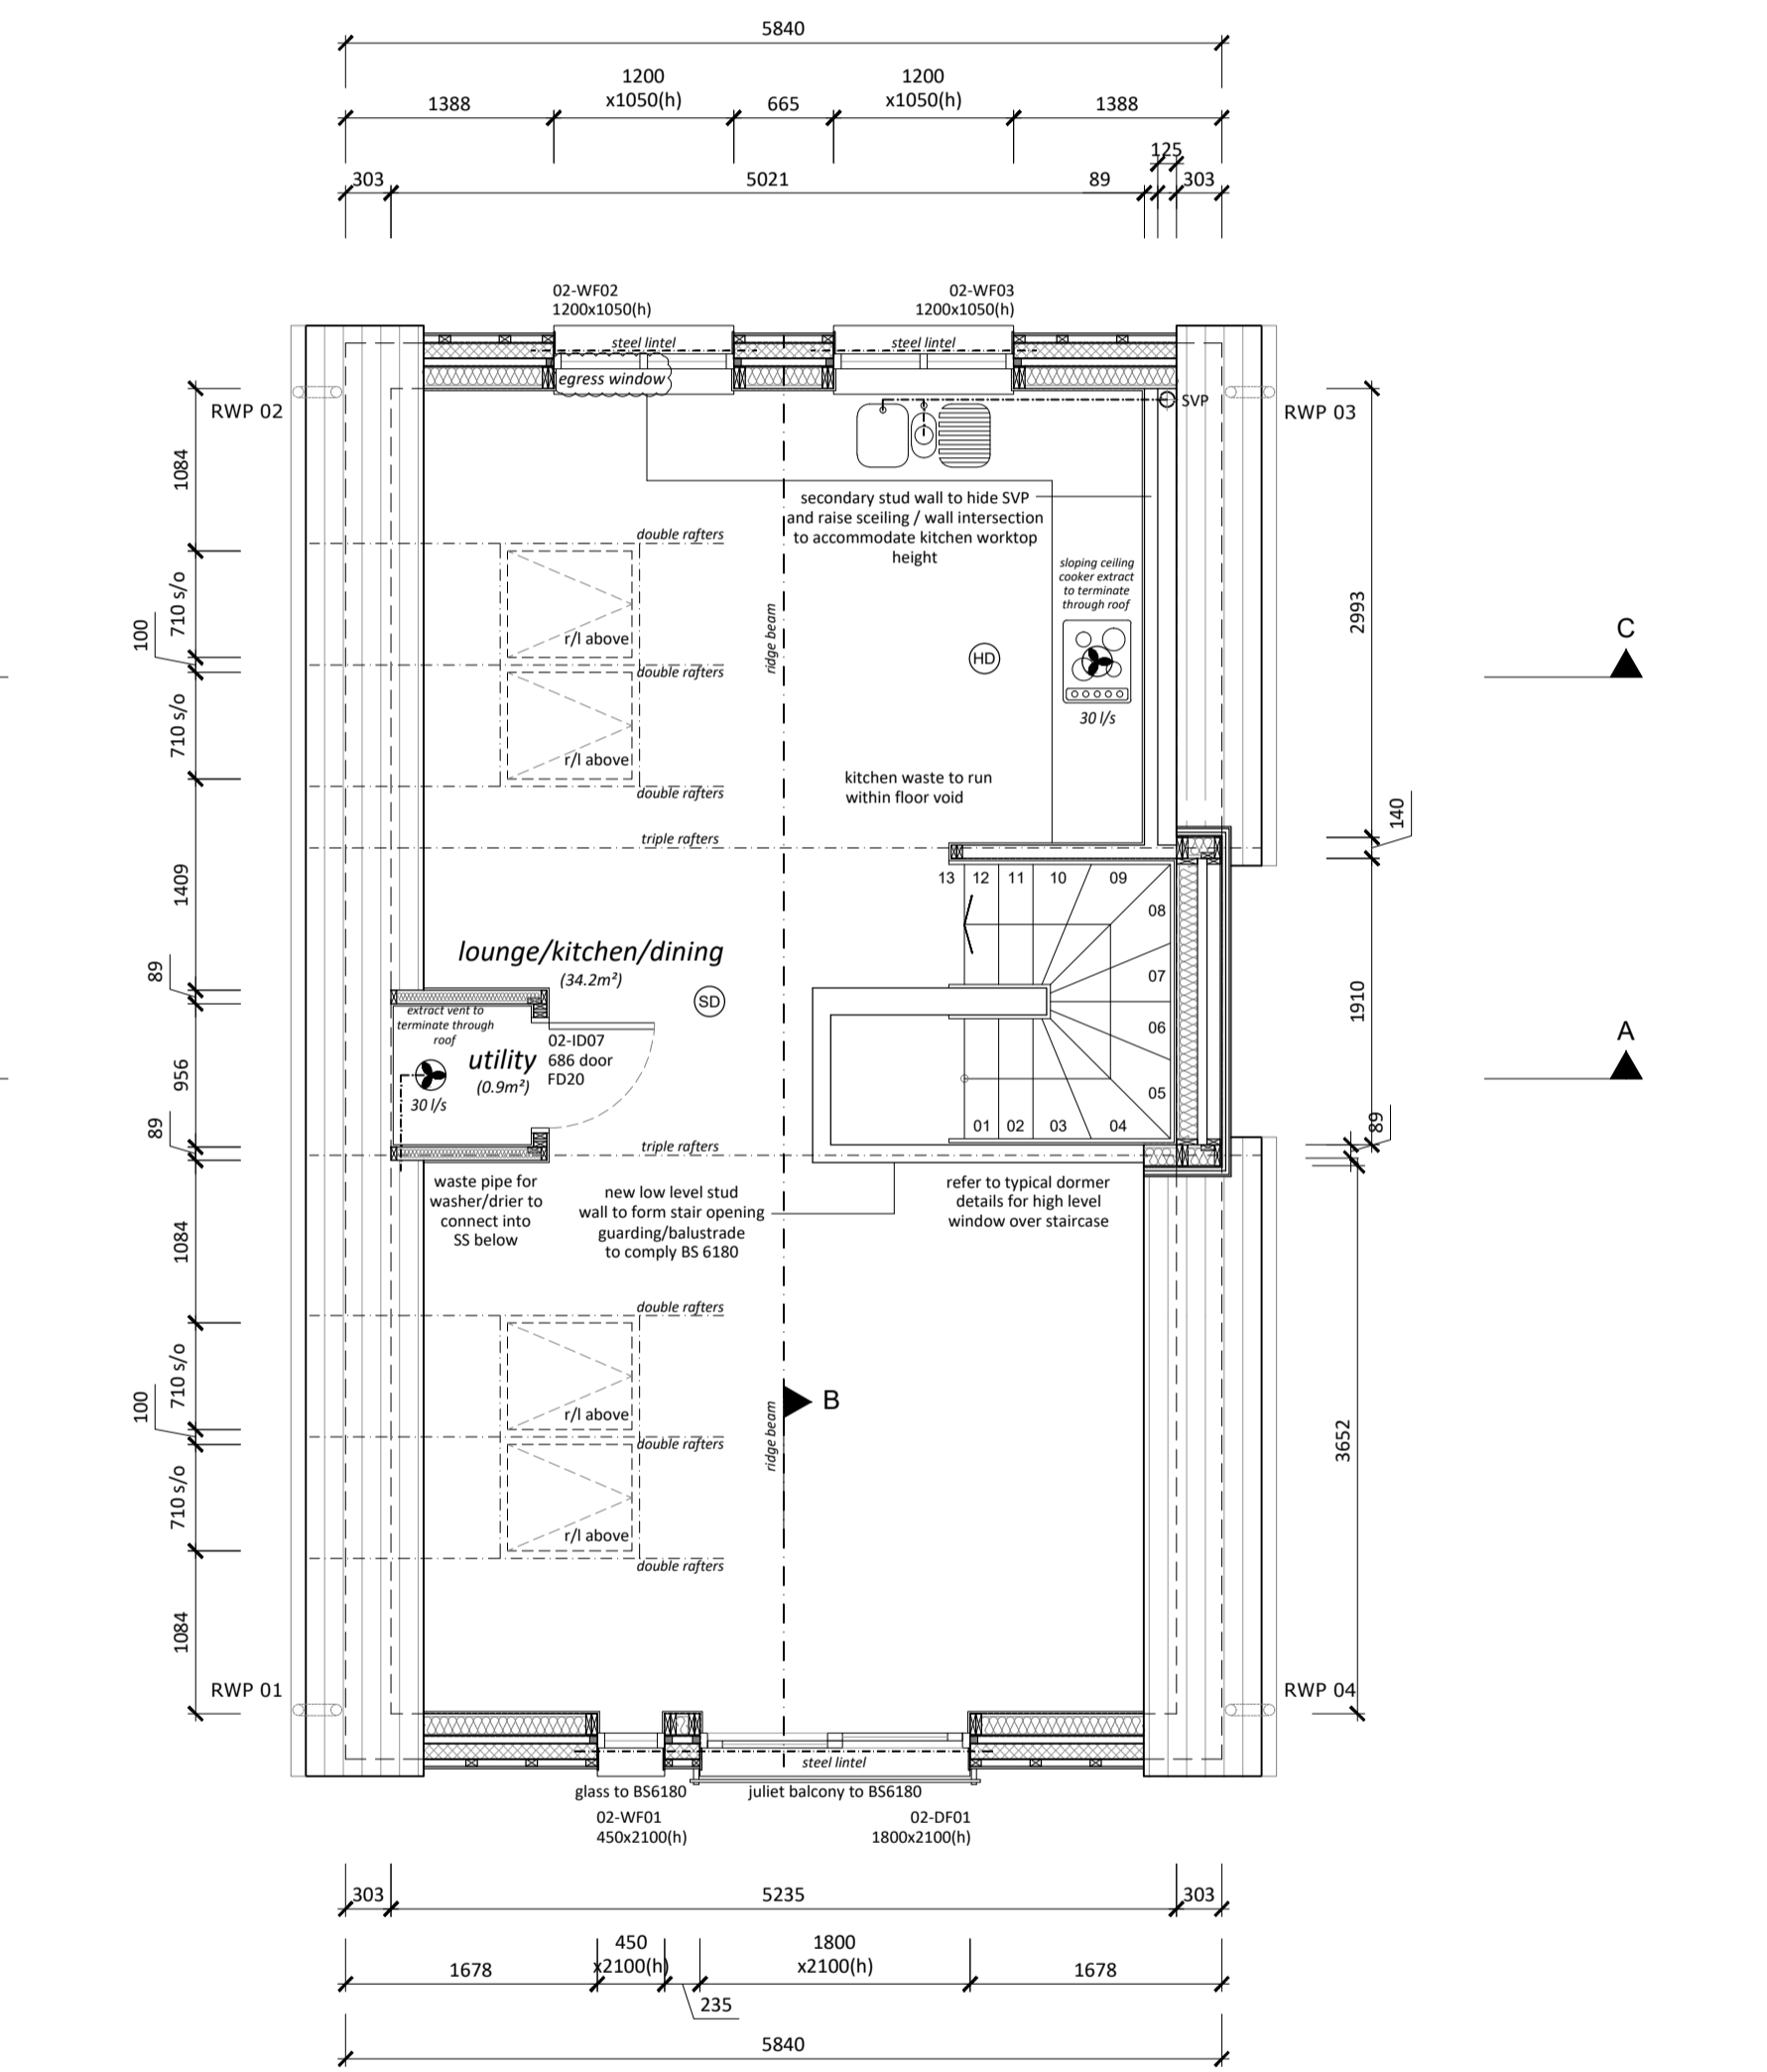 5840
1200
x1050(h)
1200
x1050(h)
1388
665
1388
125
303
5021
89
303
02-WF02
1200x1050(h)
02-WF03
1200x1050(h)
steel lintel
steel lintel
egress window
RWP 02
SVP
RWP 03
secondary stud wall to hide SVP
and raise sceiling / wall intersection
to accommodate kitchen worktop
height
double rafters
sloping ceiling
cooker extract
to terminate
through roof
30 l/s
ridge beam
HD
r/l above
double rafters
r/l above
double rafters
kitchen waste to run
within floor void
triple rafters
1084
710 s/o
100
710 s/o
1409
89
956
89
1084
710 s/o
100
710 s/o
1084
2993
140
1910
89
3652
C
A
13
12
11
10
09
08
07
06
05
04
03
02
01
lounge/kitchen/dining
(34.2m²)
SD
extract vent to
terminate through
roof
utility
(0.9m²)
30 l/s
02-ID07
686 door
FD20
triple rafters
waste pipe for
washer/drier to
connect into
SS below
new low level stud
wall to form stair opening
guarding/balustrade
to comply BS 6180
refer to typical dormer
details for high level
window over staircase
double rafters
r/l above
double rafters
r/l above
double rafters
ridge beam
B
RWP 01
RWP 04
steel lintel
glass to BS6180
juliet balcony to BS6180
02-WF01
450x2100(h)
02-DF01
1800x2100(h)
303
5235
303
450
x2100(h)
1800
x2100(h)
1678
1678
235
5840